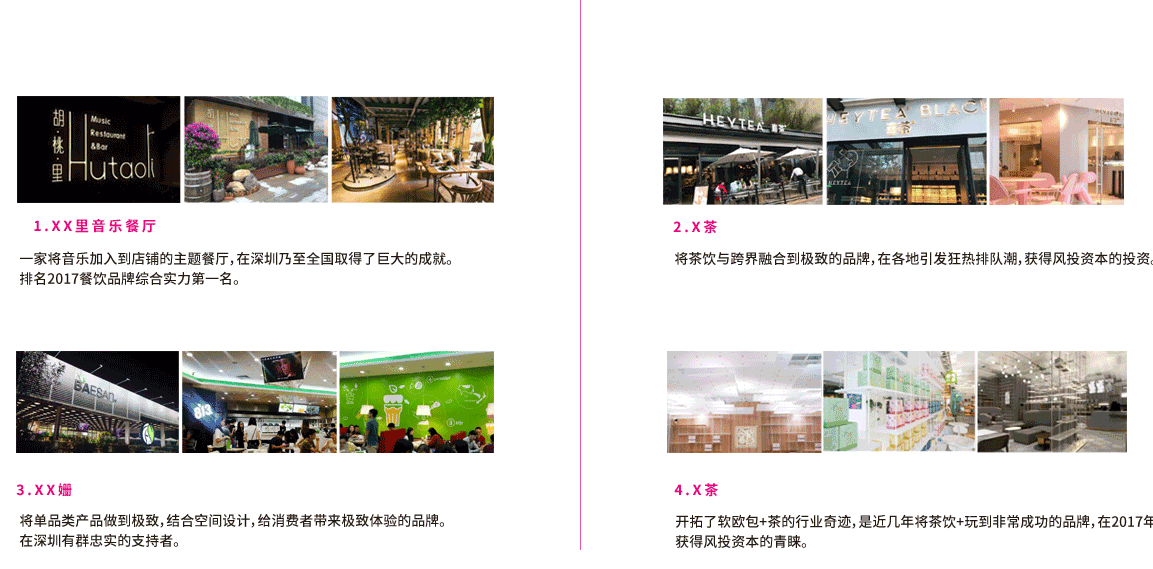 胡·桃·里
Music
Restaurant
&Bar
Hutaoli
HEYTEA 喜茶
HEYTEA BLACK
喜茶
HEYTEA
1.XX里音乐餐厅
一家将音乐加入到店铺的主题餐厅,在深圳乃至全国取得了巨大的成就。
排名2017餐饮品牌综合实力第一名。
2.X茶
将茶饮与跨界融合到极致的品牌,在各地引发狂热排队潮,获得风投资本的投资。
BAESAN
813
3.XX姗
将单品类产品做到极致,结合空间设计,给消费者带来极致体验的品牌。
在深圳有群忠实的支持者。
4.X茶
开拓了软欧包+茶的行业奇迹,是近几年将茶饮+玩到非常成功的品牌,在2017年
获得风投资本的青睐。